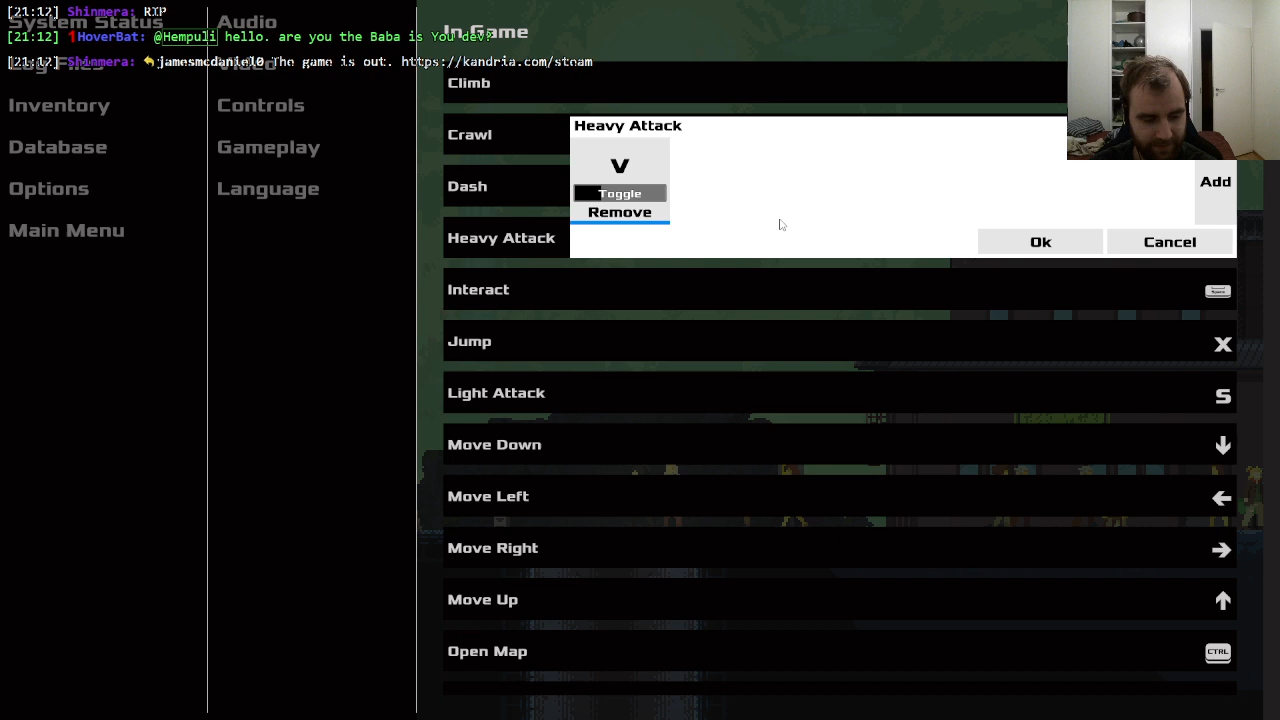 [21:12] Shinmera: RIP
[21:12] HoverBat: @Hempuli hello. are you the Baba is You dev?
[21:12] Shinmera: jamesmcdaniel0 The game is out. https://kandria.com/steam
System Status
Log Files
Inventory
Database
Options
Main Menu
Audio
Video
Controls
Gameplay
Language
In Game
Climb
Crawl
Dash
Heavy Attack
Heavy Attack
V
Toggle
Remove
Add
Ok
Cancel
Interact
Space
Jump
X
Light Attack
S
Move Down
Move Left
Move Right
Move Up
Open Map
CTRL